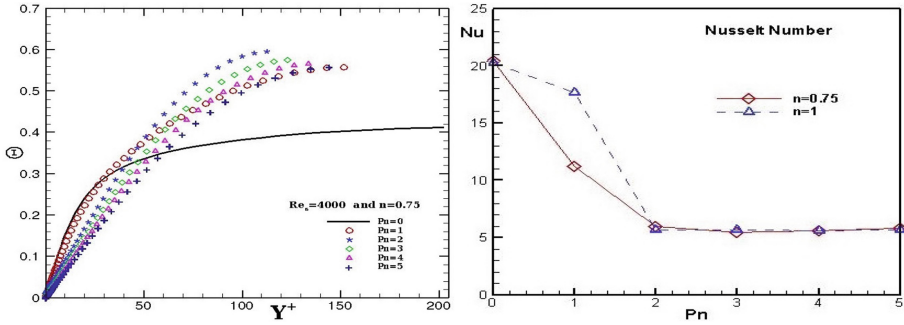 0.7
0.6
0.5
0.4
0.3
0.2
0.1
0
Θ
0 50 100 150 200
Y+
Reₛ=4000 and n=0.75
Pn=0
Pn=1
Pn=2
Pn=3
Pn=4
Pn=5
25
20
15
10
5
0
Nu
Nusselt Number
n=0.75
n=1
0 1 2 3 4 5
Pn